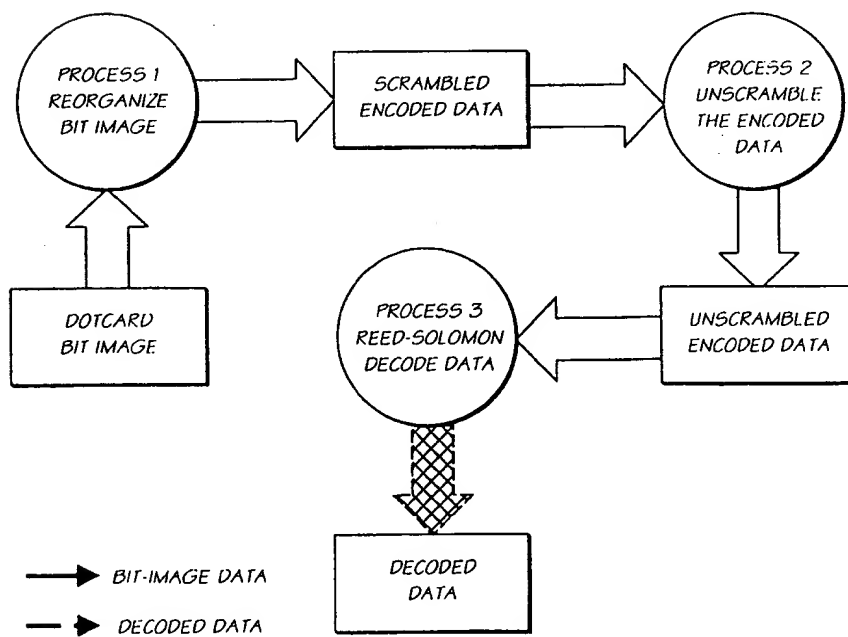 PROCESS 1
REORGANIZE
BIT IMAGE
SCRAMBLED
ENCODED DATA
PROCESS 2
UNSCRAMBLE
THE ENCODED
DATA
DOTCARD
BIT IMAGE
PROCESS 3
REED-SOLOMON
DECODE DATA
UNSCRAMBLED
ENCODED DATA
DECODED
DATA
BIT-IMAGE DATA
DECODED DATA